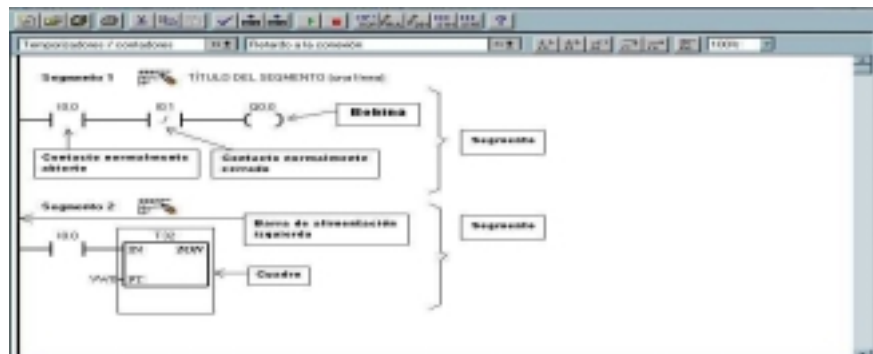 Temporizadores / contadores
Retardo a la conexión
100%
Segmento 1
TÍTULO DEL SEGMENTO (una línea)
I0.0
I0.1
Q0.0
Bobina
Contacto normalmente
abierto
Contacto normalmente
cerrado
Segmento
Segmento 2
Barra de alimentación
izquierda
Segmento
I0.0
T32
IN
PT
Cuadro